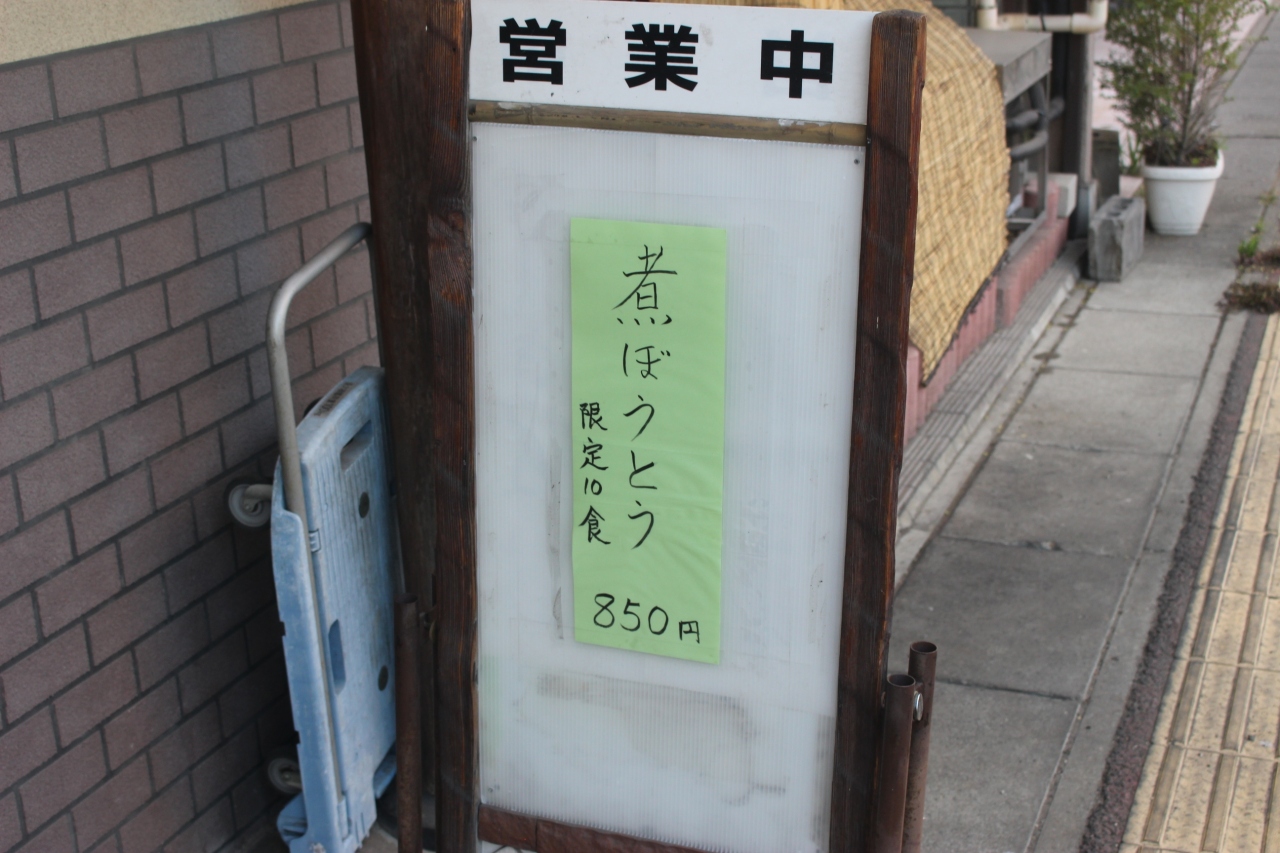 営業中
煮ぼうとう
限定10食
850円